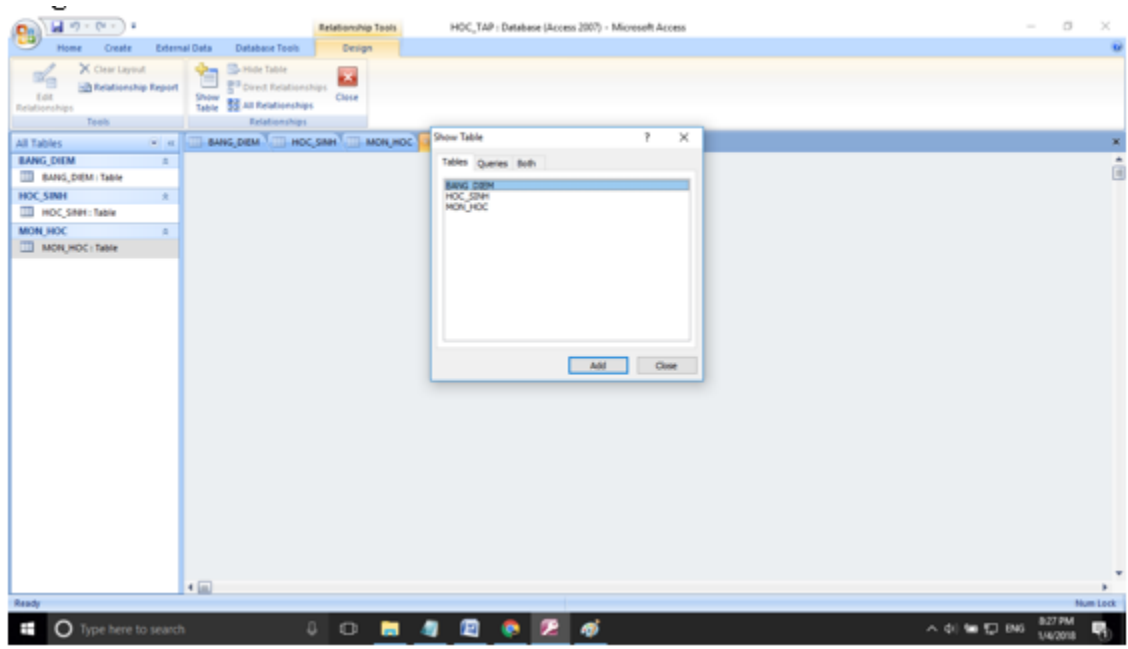 Relationship Tools
HOC_TAP : Database (Access 2007) - Microsoft Access
Home Create External Data Database Tools Design
Clear Layout
Relationship Report
Edit Relationships
Tools
Show Table
Hide Table
Direct Relationships
All Relationships
Close
Relationships
All Tables
BANG_DIEM
BANG_DIEM : Table
HOC_SINH
HOC_SINH : Table
MON_HOC
MON_HOC : Table
BANG_DIEM HOC_SINH MON_HOC
Show Table ? ×
Tables Queries Both
BANG_DIEM
HOC_SINH
MON_HOC
Add Close
Ready Num Lock
Type here to search
ENG
8:27 PM
1/4/2018